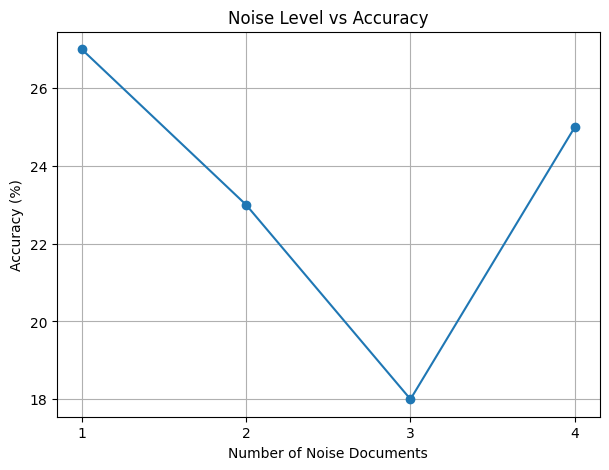 Noise Level vs Accuracy
Accuracy (%)
26
24
22
20
18
1 2 3 4
Number of Noise Documents